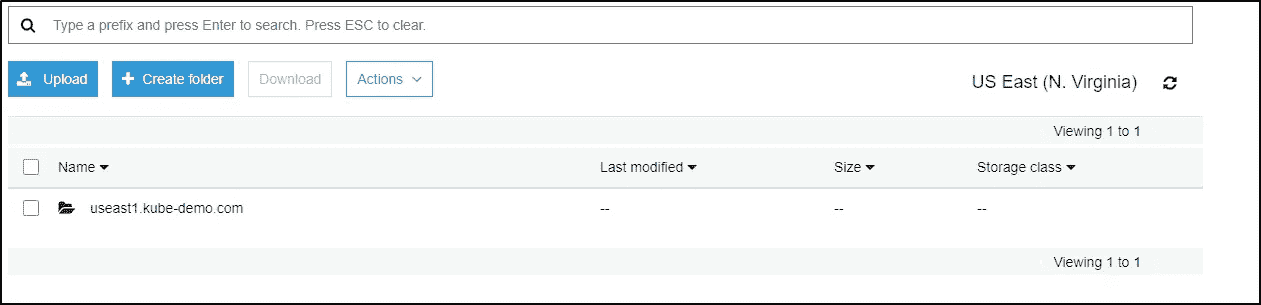 Type a prefix and press Enter to search. Press ESC to clear.
Upload Create folder Download Actions US East (N. Virginia)
Viewing 1 to 1
Name Last modified Size Storage class
useast1.kube-demo.com -- -- --
Viewing 1 to 1